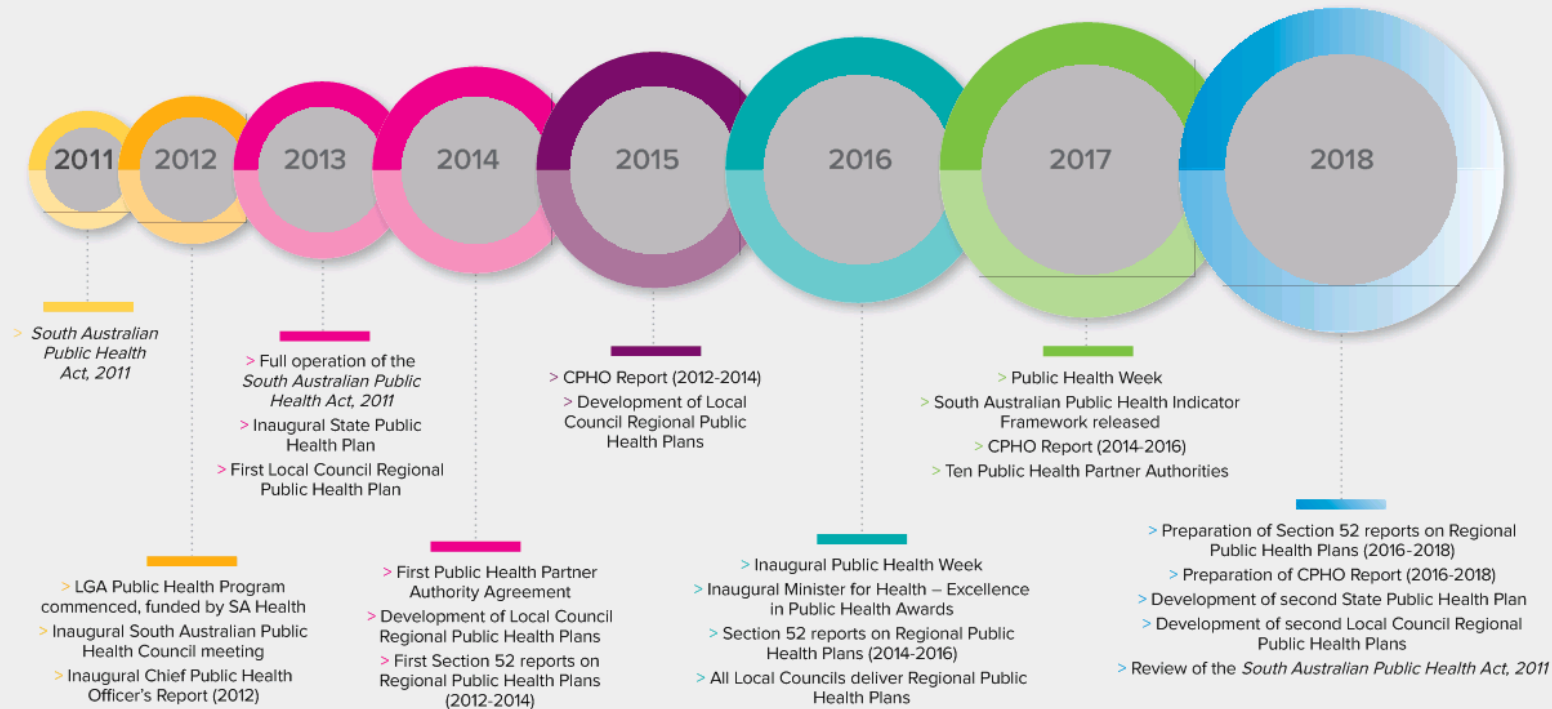 2011
2012
2013
2014
2015
2016
2017
2018
> South Australian
Public Health
Act, 2011
> LGA Public Health Program
commenced, funded by SA Health
> Inaugural South Australian Public
Health Council meeting
> Inaugural Chief Public Health
Officer's Report (2012)
> Full operation of the
South Australian Public
Health Act, 2011
> Inaugural State Public
Health Plan
> First Local Council Regional
Public Health Plan
> First Public Health Partner
Authority Agreement
> Development of Local Council
Regional Public Health Plans
> First Section 52 reports on
Regional Public Health Plans
(2012-2014)
> CPHO Report (2012-2014)
> Development of Local
Council Regional Public
Health Plans
> Inaugural Public Health Week
> Inaugural Minister for Health – Excellence
in Public Health Awards
> Section 52 reports on Regional Public
Health Plans (2014-2016)
> All Local Councils deliver Regional Public
Health Plans
> Public Health Week
> South Australian Public Health Indicator
Framework released
> CPHO Report (2014-2016)
> Ten Public Health Partner Authorities
> Preparation of Section 52 reports on Regional
Public Health Plans (2016-2018)
> Preparation of CPHO Report (2016-2018)
> Development of second State Public Health Plan
> Development of second Local Council Regional
Public Health Plans
> Review of the South Australian Public Health Act, 2011